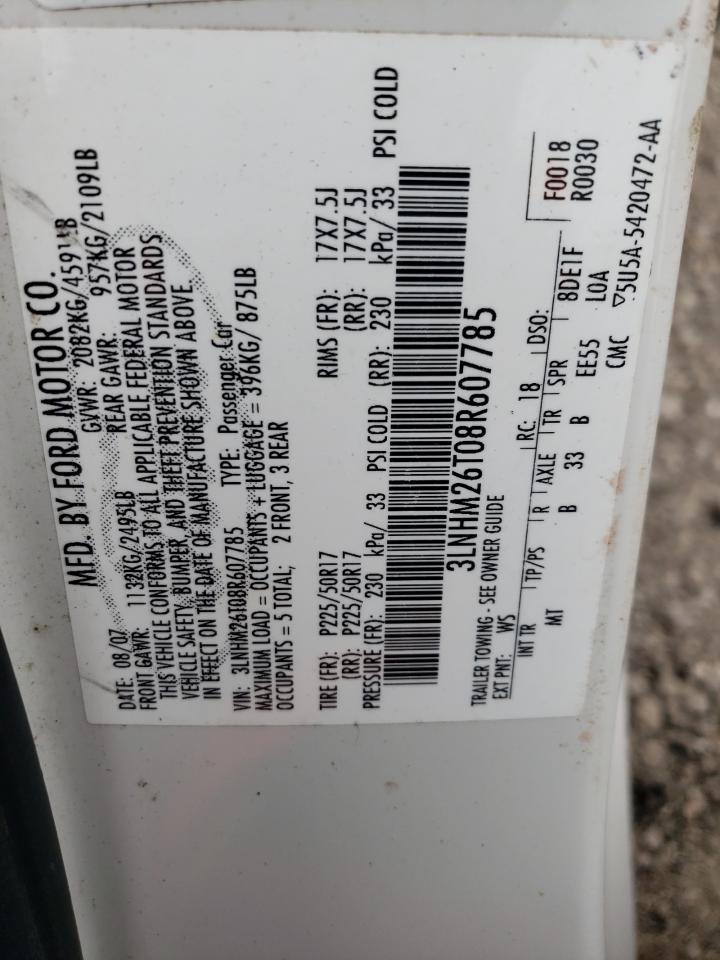 MFD. BY FORD MOTOR CO.
DATE: 08/07 GVWR: 2082KG/4591LB
FRONT GAWR: 1132KG/2495LB REAR GAWR: 957KG/2109LB
THIS VEHICLE CONFORMS TO ALL APPLICABLE FEDERAL MOTOR
VEHICLE SAFETY, BUMPER, AND THEFT PREVENTION STANDARDS
IN EFFECT ON THE DATE OF MANUFACTURE SHOWN ABOVE.
VIN: 3LNHM26T08R607785 TYPE: Passenger Car
MAXIMUM LOAD = OCCUPANTS + LUGGAGE = 396KG/ 875LB
OCCUPANTS = 5 TOTAL; 2 FRONT, 3 REAR
TIRE (FR): P225/50R17 RIMS (FR): 17X7.5J
(RR): P225/50R17 (RR): 17X7.5J
PRESSURE (FR): 230 kPa/ 33 PSI COLD (RR): 230 kPa/ 33 PSI COLD
3LNHM26T08R607785
TRAILER TOWING - SEE OWNER GUIDE
EXT PNT: WS RC: 18 DSO: F0018
INT TR TP/PS R AXLE TR SPR 8DE1F R0030
MT B 33 B EE55 LOA
CMC ▽5U5A-5420472-AA